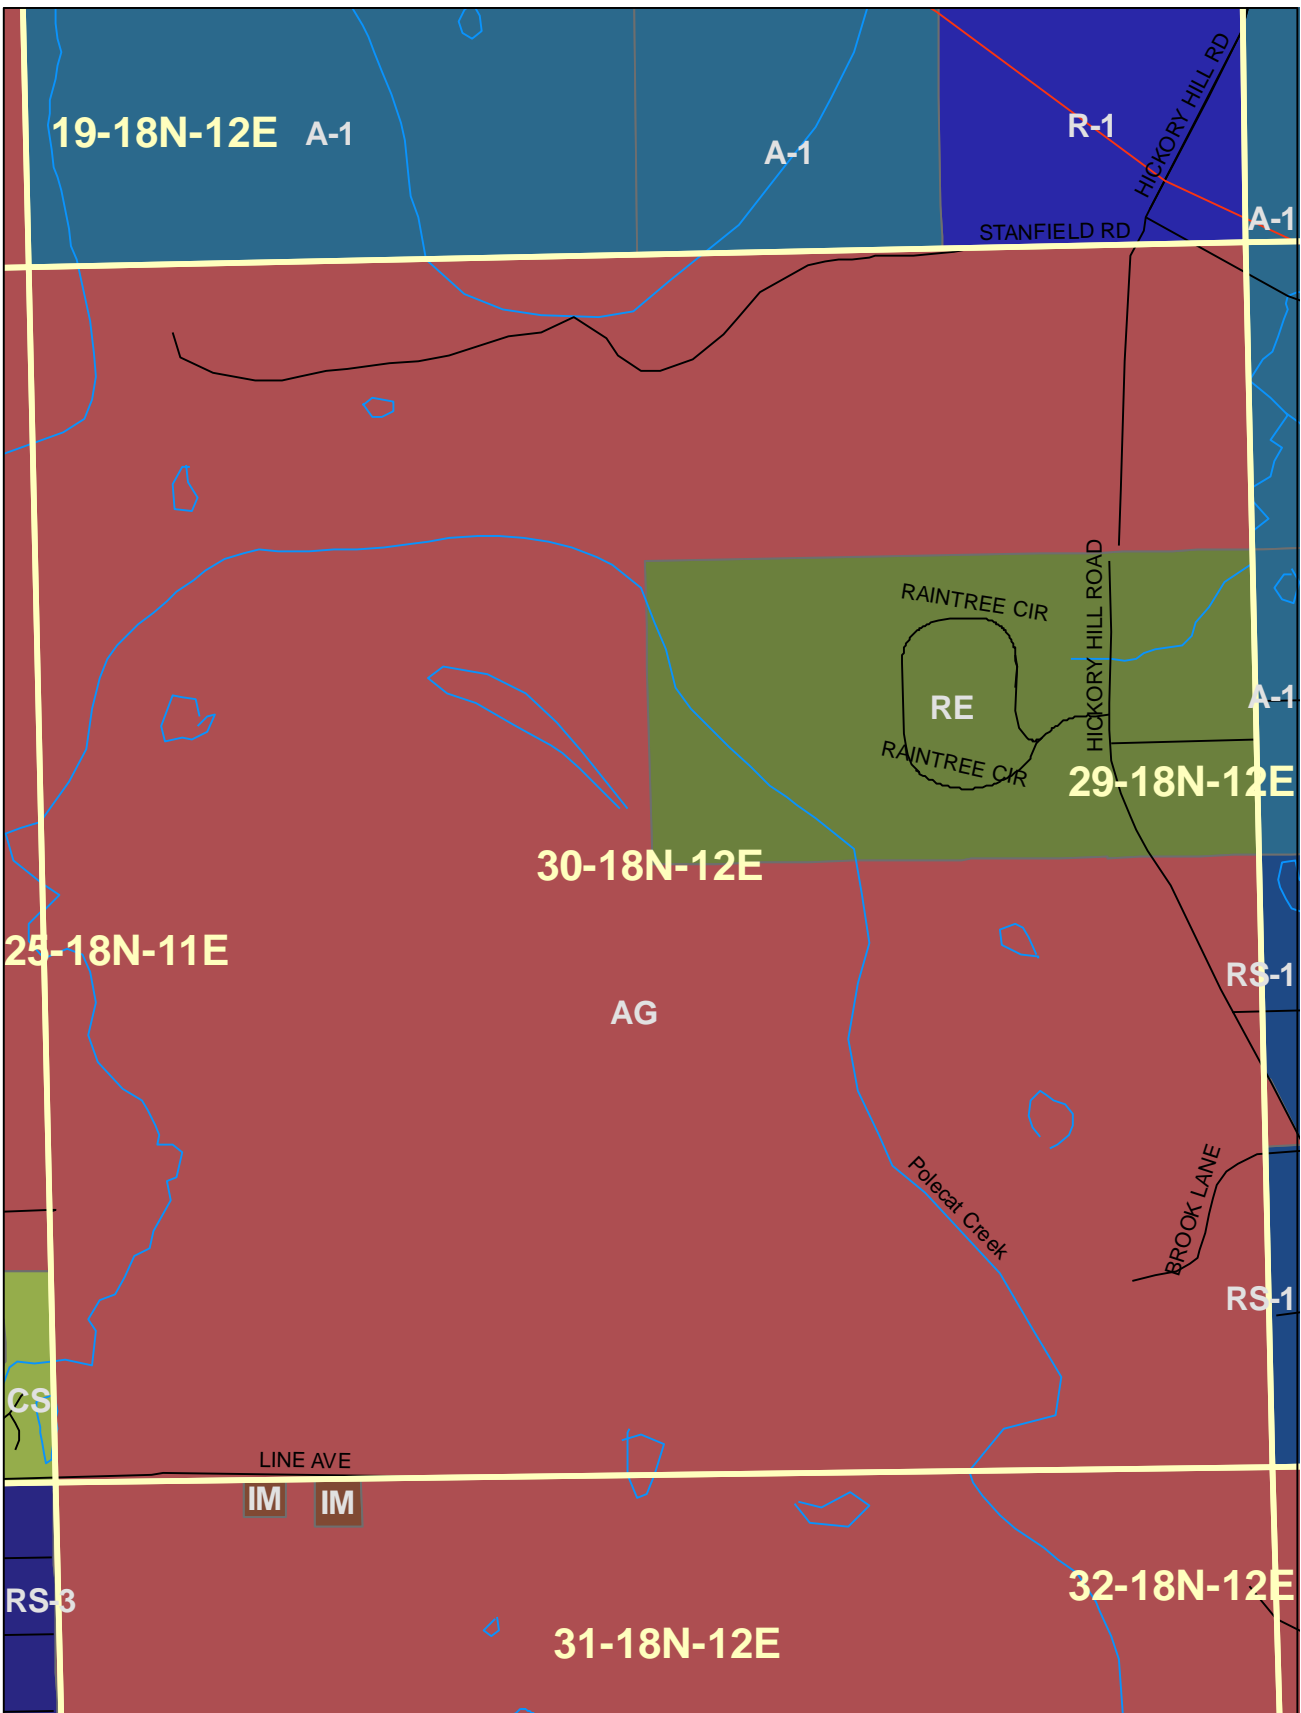 HICKORY HILL RD
R-1
19-18N-12E
A-1
A-1
A-1
STANFIELD RD
HICKORY HILL ROAD
RAINTREE CIR
RE
A-1
RAINTREE CIR
29-18N-12E
30-18N-12E
25-18N-11E
RS-1
AG
Polecat Creek
BROOK LANE
RS-1
CS
LINE AVE
IM
IM
RS-3
32-18N-12E
31-18N-12E